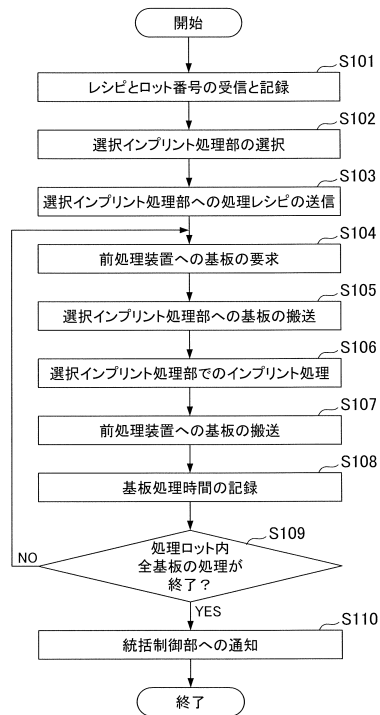 開始
S101
レシピとロット番号の受信と記録
S102
選択インプリント処理部の選択
S103
選択インプリント処理部への処理レシピの送信
S104
前処理装置への基板の要求
S105
選択インプリント処理部への基板の搬送
S106
選択インプリント処理部でのインプリント処理
S107
前処理装置への基板の搬送
S108
基板処理時間の記録
S109
処理ロット内
全基板の処理が
終了？
NO
YES
S110
統括制御部への通知
終了